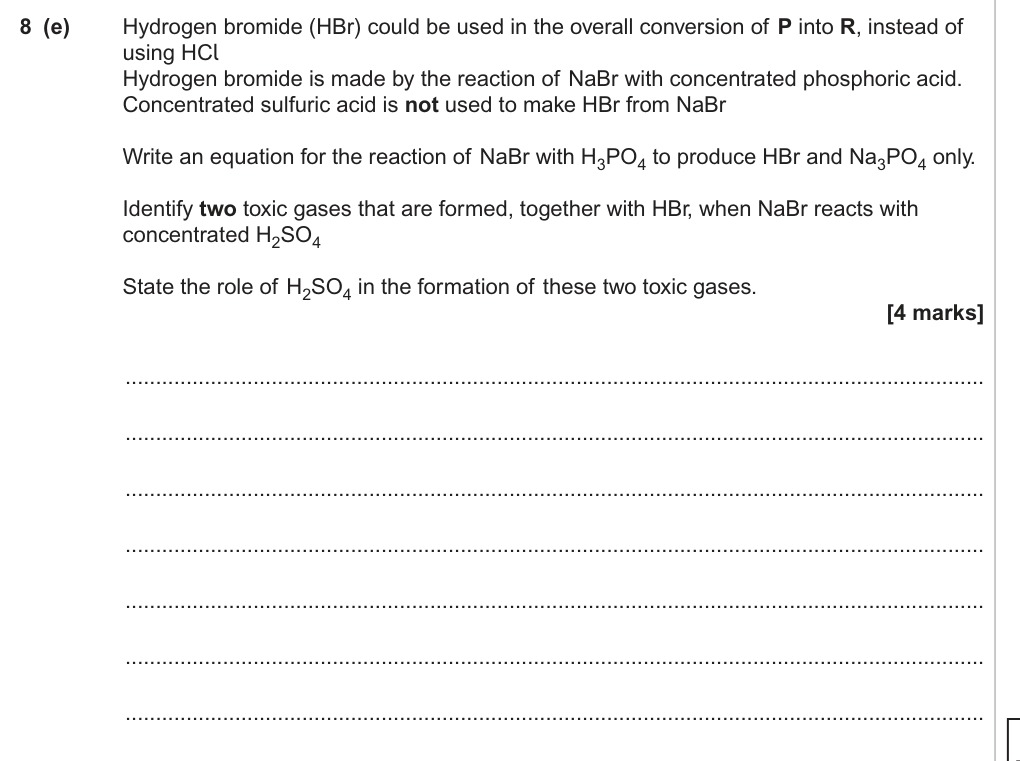 8 (e) Hydrogen bromide (HBr) could be used in the overall conversion of P into R, instead of
using HCl
Hydrogen bromide is made by the reaction of NaBr with concentrated phosphoric acid.
Concentrated sulfuric acid is not used to make HBr from NaBr
Write an equation for the reaction of NaBr with H₃PO₄ to produce HBr and Na₃PO₄ only.
Identify two toxic gases that are formed, together with HBr, when NaBr reacts with
concentrated H₂SO₄
State the role of H₂SO₄ in the formation of these two toxic gases.
[4 marks]